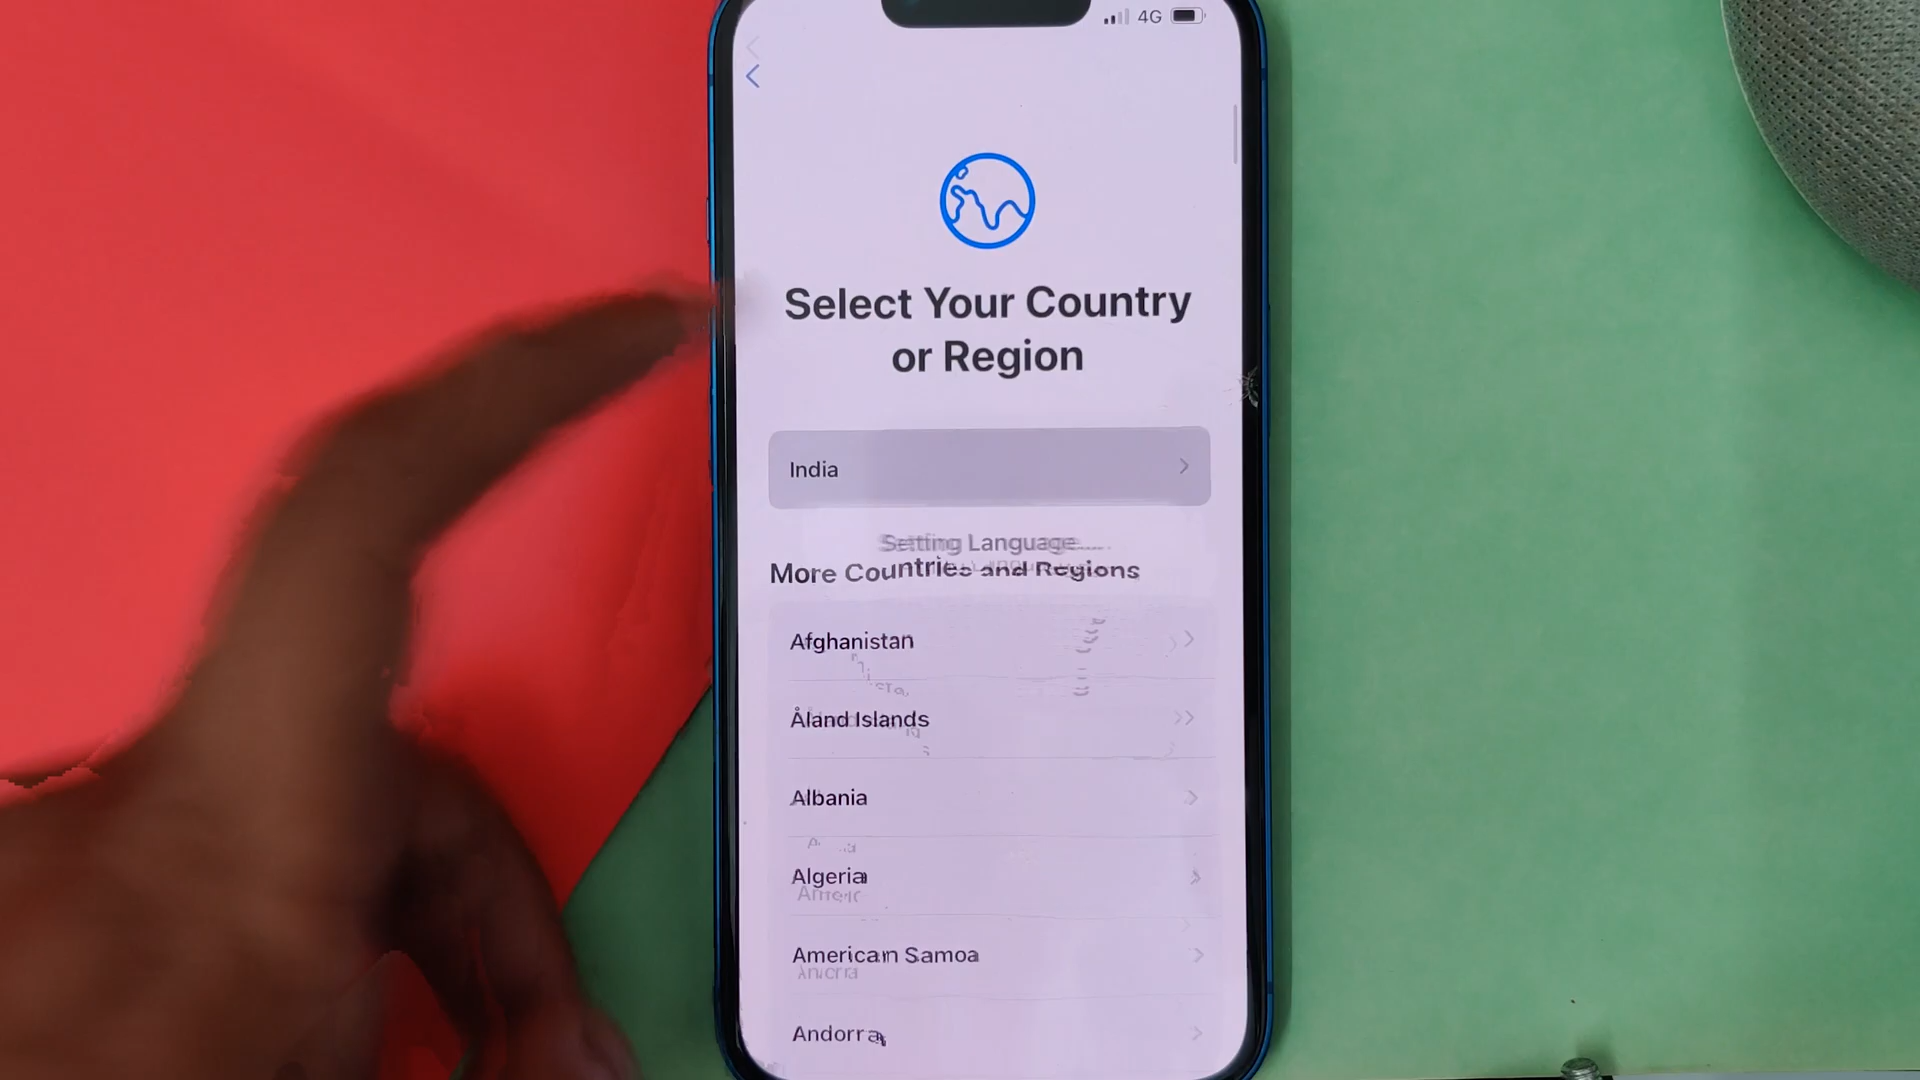 4G
Select Your Country
or Region
India
Setting Language...
More Countries and Regions
Afghanistan
Åland Islands
Albania
Algeria
American Samoa
Andorra